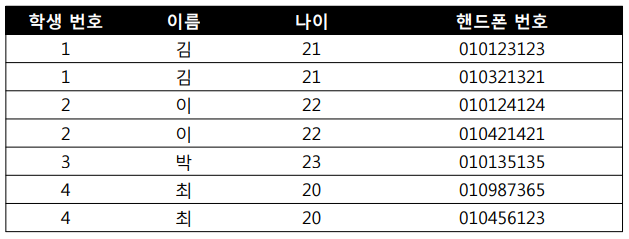 학생 번호 이름 나이 핸드폰 번호
1 김 21 010123123
1 김 21 010321321
2 이 22 010124124
2 이 22 010421421
3 박 23 010135135
4 최 20 010987365
4 최 20 010456123